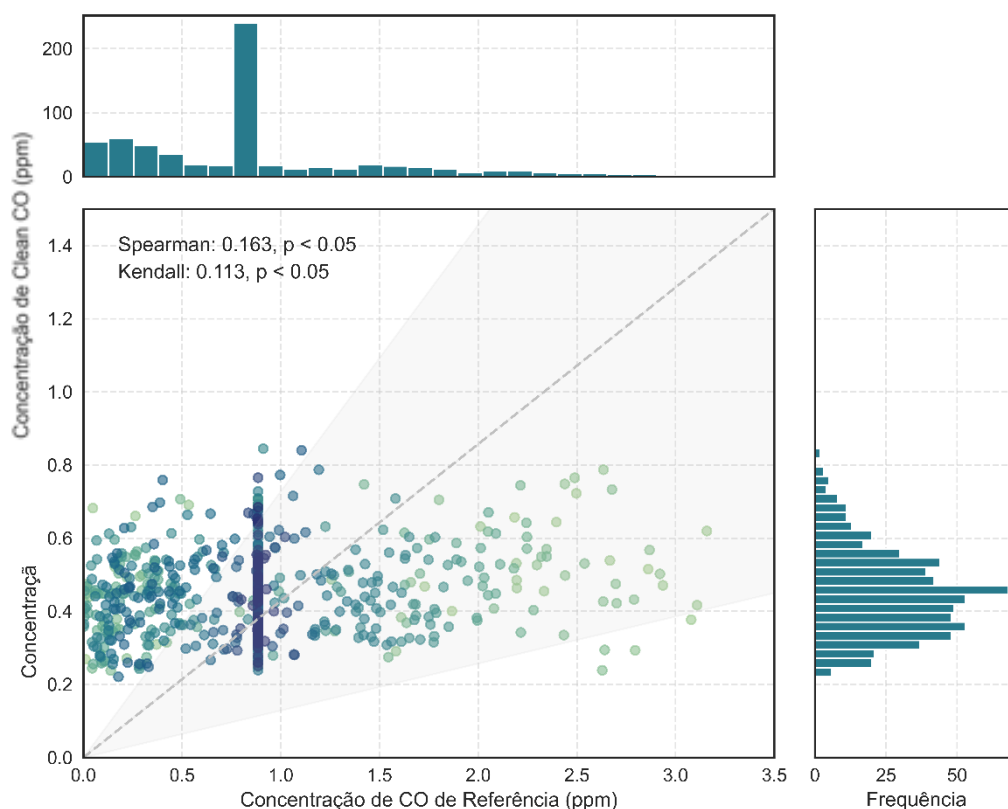 200
100
0
Concentração de Clean CO (ppm)
Spearman: 0.163, p < 0.05
Kendall: 0.113, p < 0.05
1.4
1.2
1.0
0.8
0.6
0.4
0.2
0.0
Concentraçã
0.0 0.5 1.0 1.5 2.0 2.5 3.0 3.5
Concentração de CO de Referência (ppm)
0 25 50
Frequência